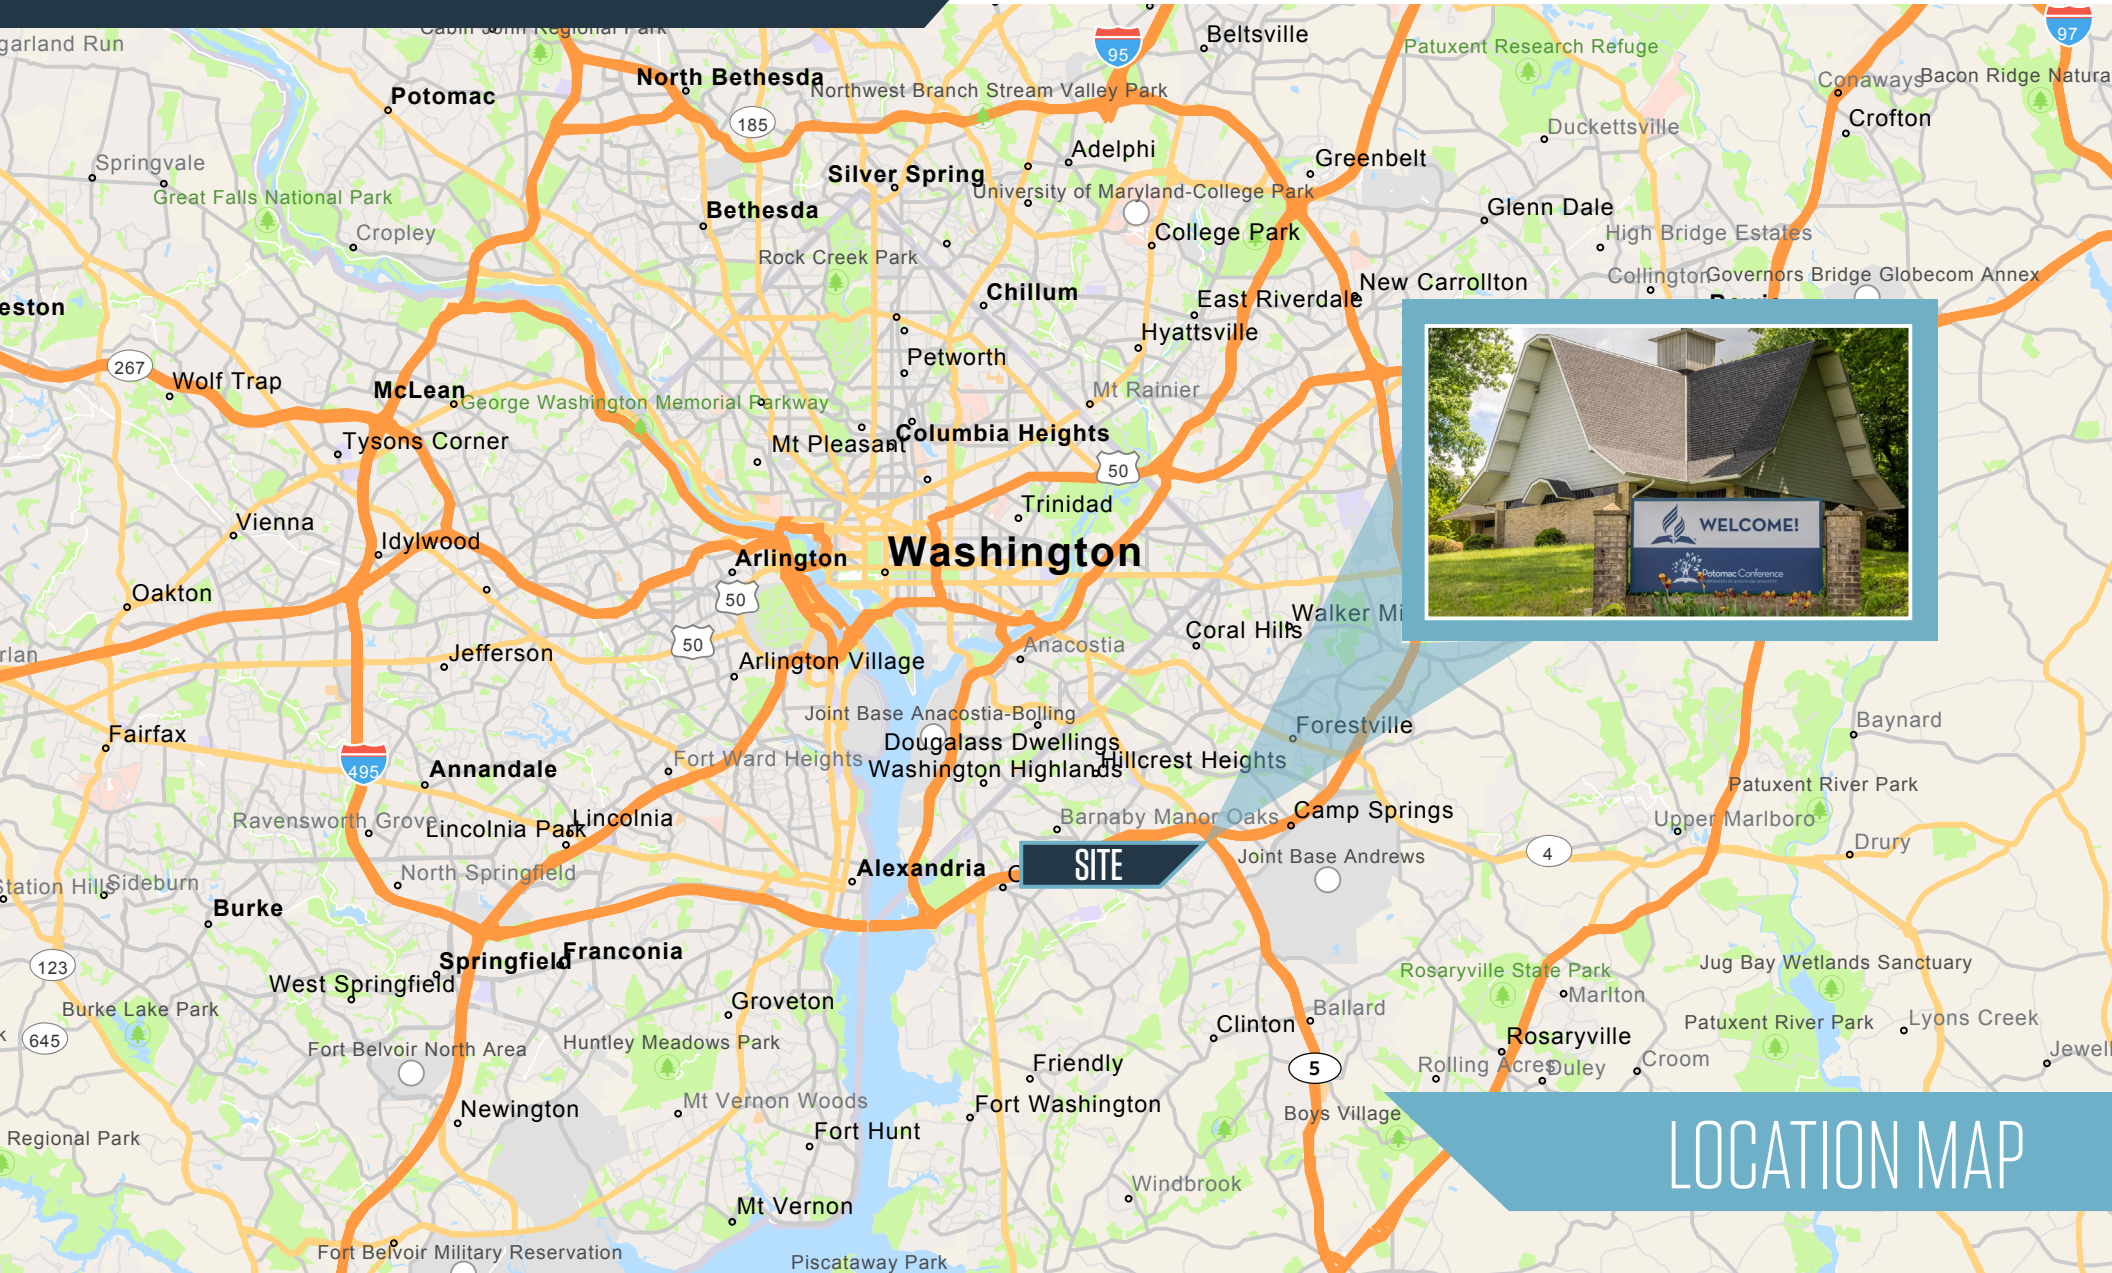 Cabin John Regional Park
garland Run
Beltsville
95
97
Patuxent Research Refuge
North Bethesda
Conaways
Bacon Ridge Natura
Potomac
Northwest Branch Stream Valley Park
Crofton
185
Duckettsville
Adelphi
Greenbelt
Springvale
Silver Spring
University of Maryland-College Park
Great Falls National Park
Bethesda
Glenn Dale
Cropley
College Park
High Bridge Estates
Rock Creek Park
Collington
Governors Bridge Globecom Annex
New Carrollton
Chillum
East Riverdale
eston
Hyattsville
Petworth
267
Wolf Trap
McLean
George Washington Memorial Parkway
Mt Rainier
Tysons Corner
Mt Pleasant
Columbia Heights
50
Trinidad
Vienna
Idylwood
WELCOME!
Arlington
Washington
Potomac Conference
Oakton
50
Walker Mi
50
Coral Hills
rlan
Jefferson
Arlington Village
Anacostia
Joint Base Anacostia-Bolling
Forestville
Baynard
Fairfax
Dougalass Dwellings
495
Fort Ward Heights
Hillcrest Heights
Annandale
Washington Highlands
Patuxent River Park
Camp Springs
Ravensworth Grove
Lincolnia Park
Lincolnia
Barnaby Manor Oaks
Upper Marlboro
Drury
4
SITE
Joint Base Andrews
Alexandria
C
North Springfield
Station Hills
Sideburn
Burke
Springfield
Franconia
123
Rosaryville State Park
Jug Bay Wetlands Sanctuary
West Springfield
Marlton
Groveton
Ballard
Burke Lake Park
Clinton
Patuxent River Park
Lyons Creek
k
645
Rosaryville
Fort Belvoir North Area
Huntley Meadows Park
Friendly
5
Rolling Acres
Duley
Croom
Jewell
Newington
Mt Vernon Woods
Fort Washington
Boys Village
Regional Park
Fort Hunt
LOCATION MAP
Windbrook
Mt Vernon
Fort Belvoir Military Reservation
Piscataway Park